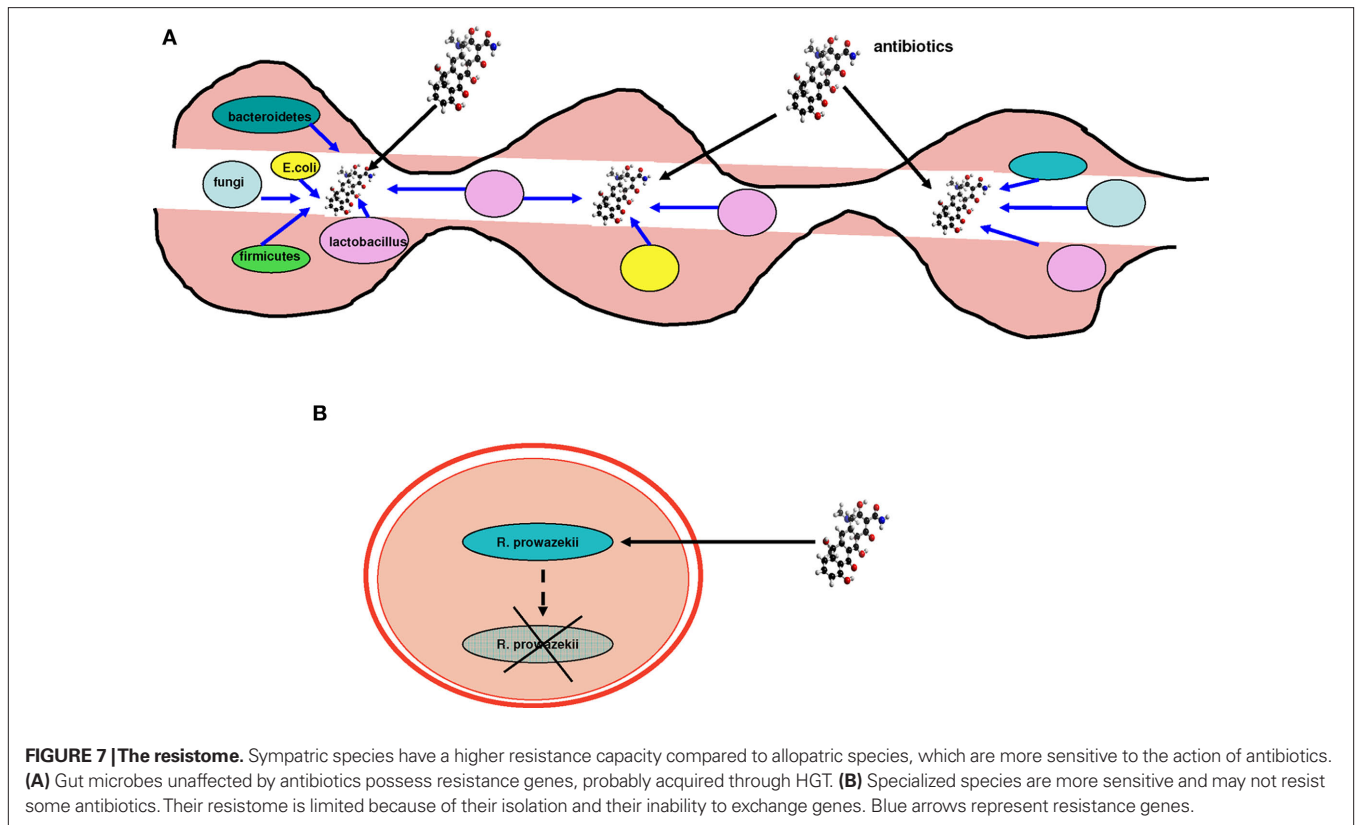 A
antibiotics
bacteroidetes
E.coli
fungi
lactobacillus
firmicutes
B
R. prowazekii
R. prowazekii
FIGURE 7 | The resistome. Sympatric species have a higher resistance capacity compared to allopatric species, which are more sensitive to the action of antibiotics.
(A) Gut microbes unaffected by antibiotics possess resistance genes, probably acquired through HGT. (B) Specialized species are more sensitive and may not resist
some antibiotics. Their resistome is limited because of their isolation and their inability to exchange genes. Blue arrows represent resistance genes.